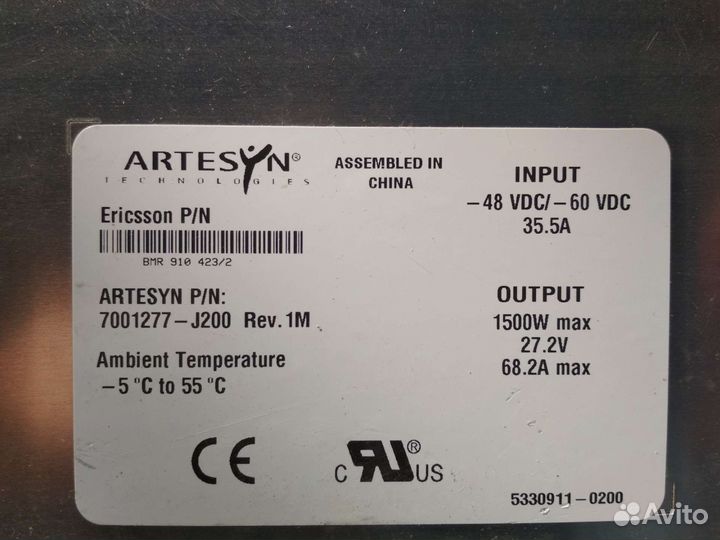 ARTESYN®
TECHNOLOGIES
ASSEMBLED IN
CHINA
INPUT
–48 VDC/–60 VDC
35.5A
Ericsson P/N
BMR 910 423/2
ARTESYN P/N:
7001277–J200 Rev.1M
OUTPUT
1500W max
27.2V
68.2A max
Ambient Temperature
–5 °C to 55 °C
CE
C RU® US
5330911–0200
Avito